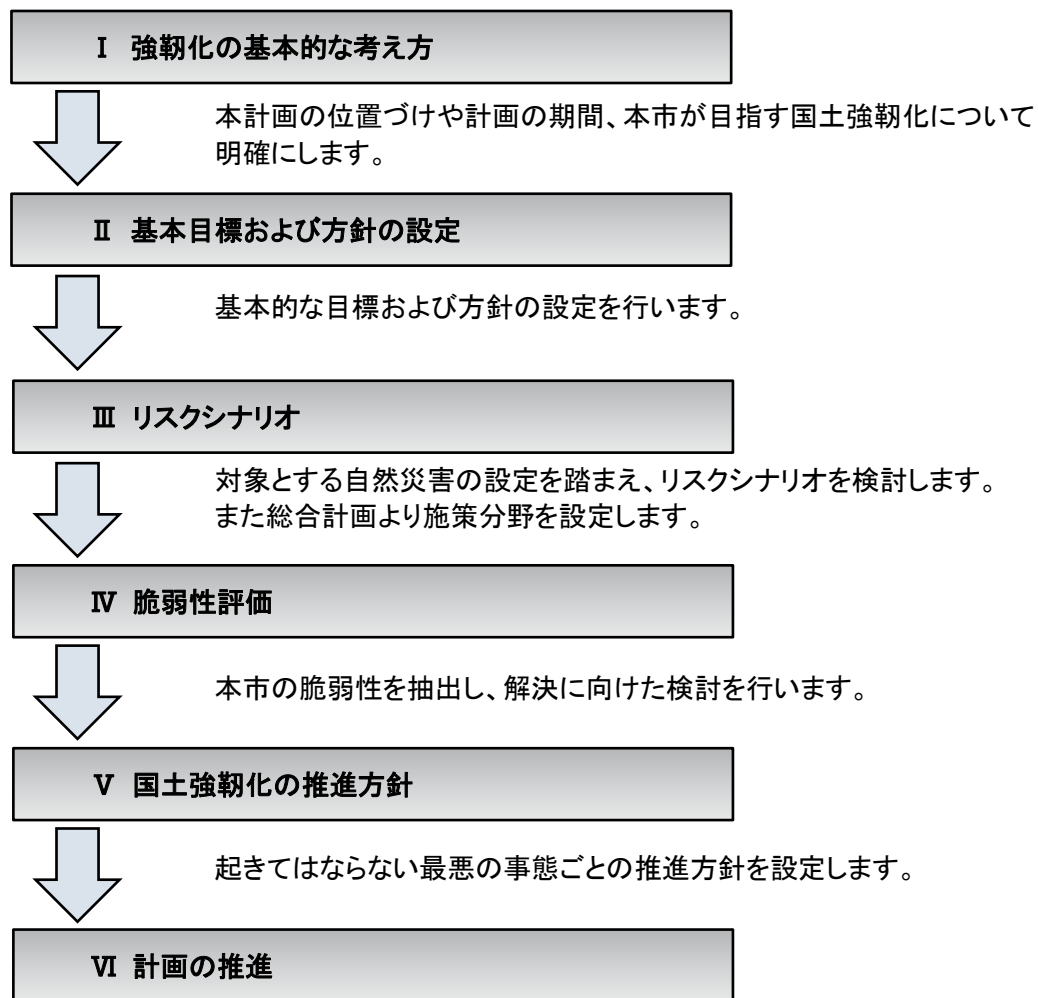 Ⅰ 強靭化の基本的な考え方
本計画の位置づけや計画の期間、本市が目指す国土強靭化について
明確にします。
Ⅱ 基本目標および方針の設定
基本的な目標および方針の設定を行います。
Ⅲ リスクシナリオ
対象とする自然災害の設定を踏まえ、リスクシナリオを検討します。
また総合計画より施策分野を設定します。
Ⅳ 脆弱性評価
本市の脆弱性を抽出し、解決に向けた検討を行います。
Ⅴ 国土強靭化の推進方針
起きてはならない最悪の事態ごとの推進方針を設定します。
Ⅵ 計画の推進